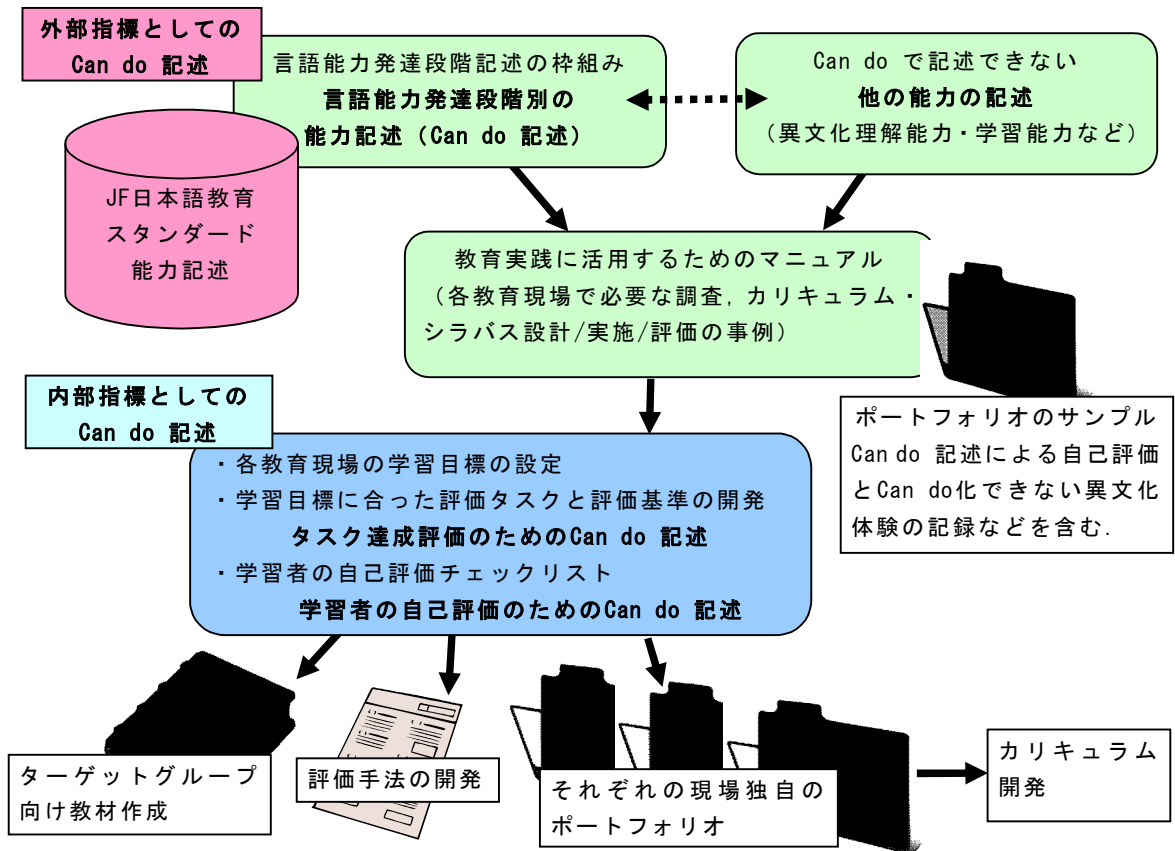 外部指標としての
Can do 記述
言語能力発達段階記述の枠組み
言語能力発達段階別の
能力記述（Can do 記述）
Can do で記述できない
他の能力の記述
（異文化理解能力・学習能力など）
JF日本語教育
スタンダード
能力記述
教育実践に活用するためのマニュアル
（各教育現場で必要な調査，カリキュラム・
シラバス設計/実施/評価の事例）
ポートフォリオのサンプル
Can do 記述による自己評価
とCan do化できない異文化
体験の記録などを含む．
内部指標としての
Can do 記述
・各教育現場の学習目標の設定
・学習目標に合った評価タスクと評価基準の開発
タスク達成評価のためのCan do 記述
・学習者の自己評価チェックリスト
学習者の自己評価のためのCan do 記述
ターゲットグループ
向け教材作成
評価手法の開発
それぞれの現場独自の
ポートフォリオ
カリキュラム
開発